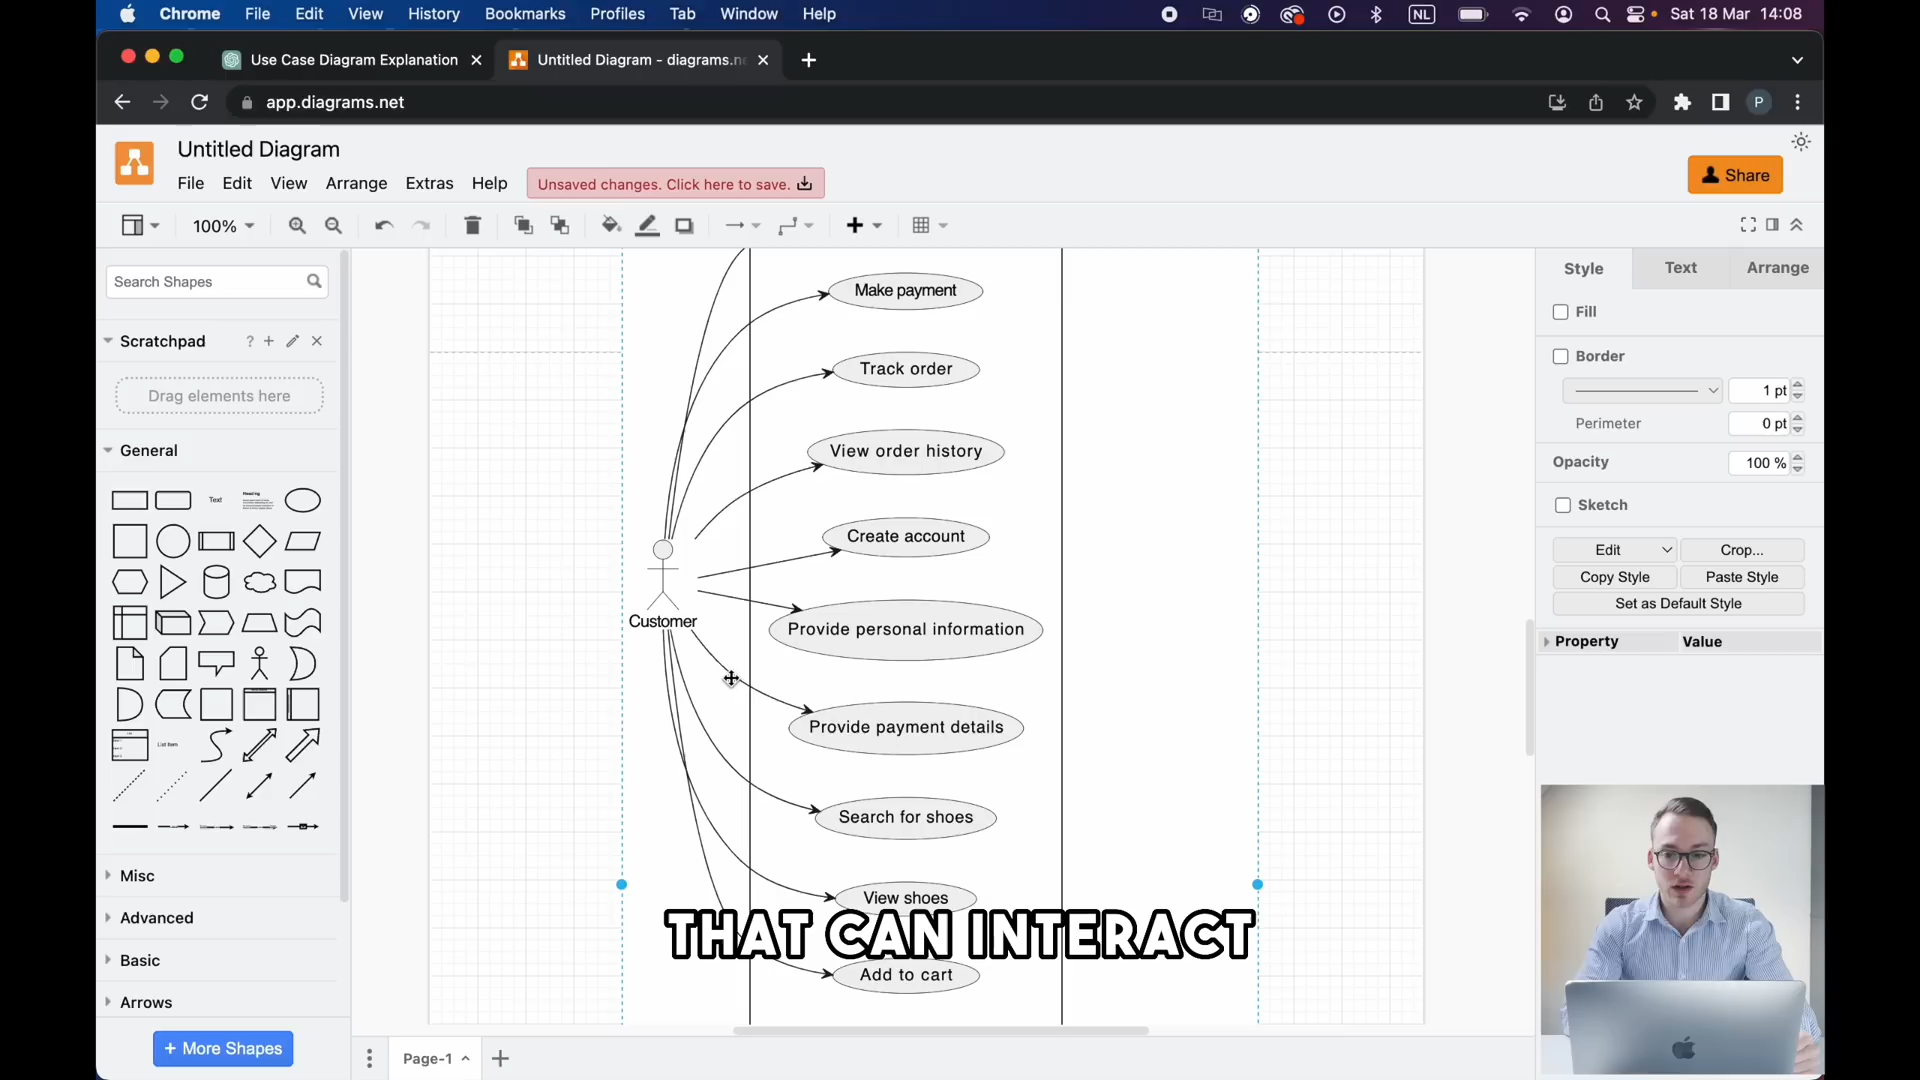 Chrome File Edit View History Bookmarks Profiles Tab Window Help NL Sat 18 Mar 14:08
Use Case Diagram Explanation Untitled Diagram - diagrams.n
app.diagrams.net P
Untitled Diagram
File Edit View Arrange Extras Help Unsaved changes. Click here to save. Share
100%
Search Shapes
Scratchpad ?
Drag elements here
General
Text Heading
List Item
Misc
Advanced
Basic
Arrows
+ More Shapes
Make payment
Track order
View order history
Create account
Customer
Provide personal information
Provide payment details
Search for shoes
View shoes
THAT CAN INTERACT
Add to cart
Page-1
Style Text Arrange
Fill
Border
1 pt
Perimeter 0 pt
Opacity 100 %
Sketch
Edit Crop...
Copy Style Paste Style
Set as Default Style
Property Value